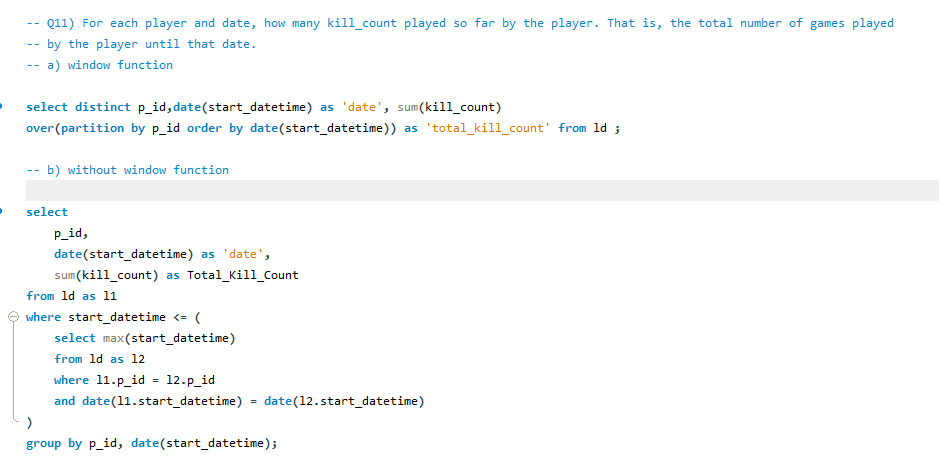 -- Q11) For each player and date, how many kill_count played so far by the player. That is, the total number of games played
-- by the player until that date.
-- a) window function
select distinct p_id,date(start_datetime) as 'date', sum(kill_count)
over(partition by p_id order by date(start_datetime)) as 'total_kill_count' from ld ;
-- b) without window function
select
p_id,
date(start_datetime) as 'date',
sum(kill_count) as Total_Kill_Count
from ld as l1
where start_datetime <= (
select max(start_datetime)
from ld as l2
where l1.p_id = l2.p_id
and date(l1.start_datetime) = date(l2.start_datetime)
)
group by p_id, date(start_datetime);